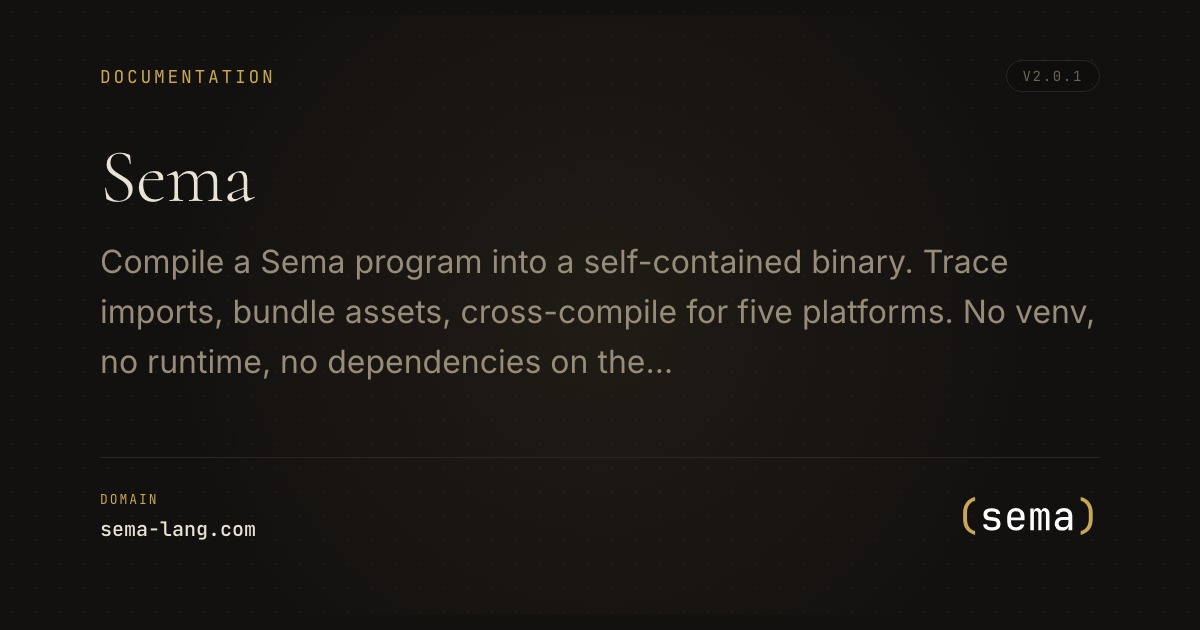 DOCUMENTATION
V2.0.1
Sema
Compile a Sema program into a self-contained binary. Trace
imports, bundle assets, cross-compile for five platforms. No venv,
no runtime, no dependencies on the...
DOMAIN
sema-lang.com
(sema)